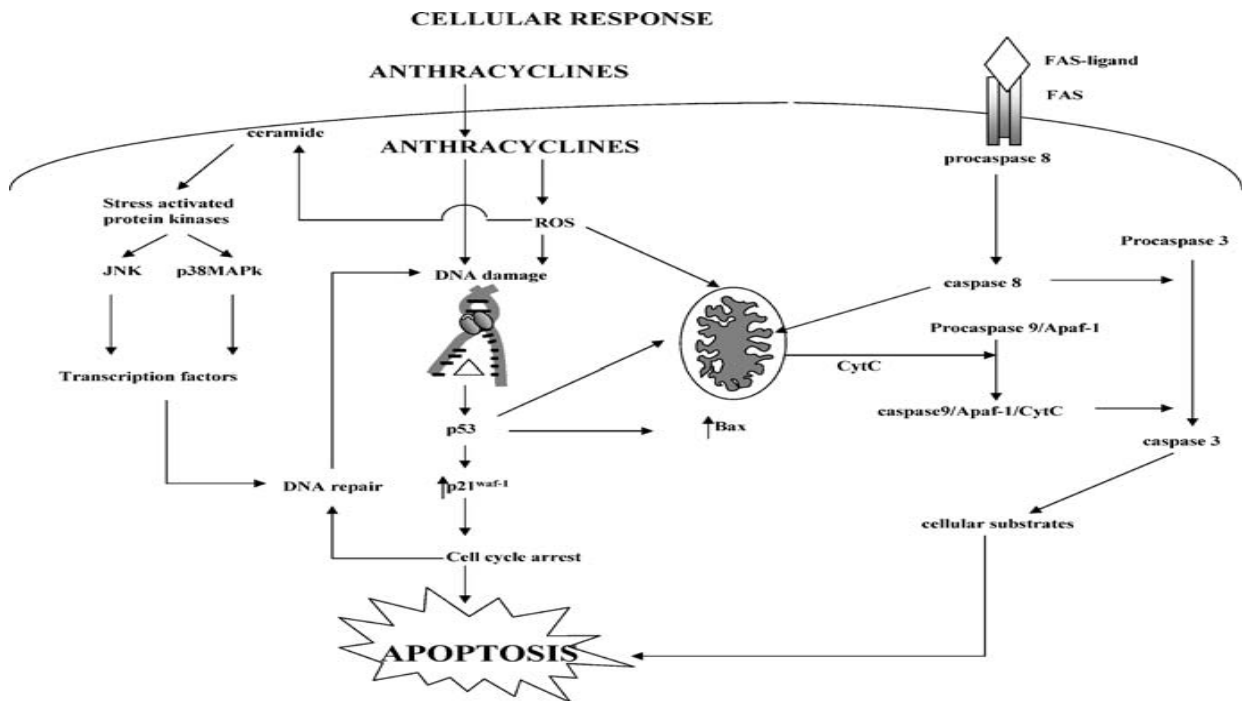 CELLULAR RESPONSE
ANTHRACYCLINES
FAS-ligand
FAS
ceramide
ANTHRACYCLINES
procaspase 8
Stress activated
protein kinases
ROS
Procaspase 3
JNK p38MAPk
DNA damage
caspase 8
Procaspase 9/Apaf-1
CytC
Transcription factors
caspase9/Apaf-1/CytC
p53
Bax
caspase 3
DNA repair
p21waf-1
cellular substrates
Cell cycle arrest
APOPTOSIS